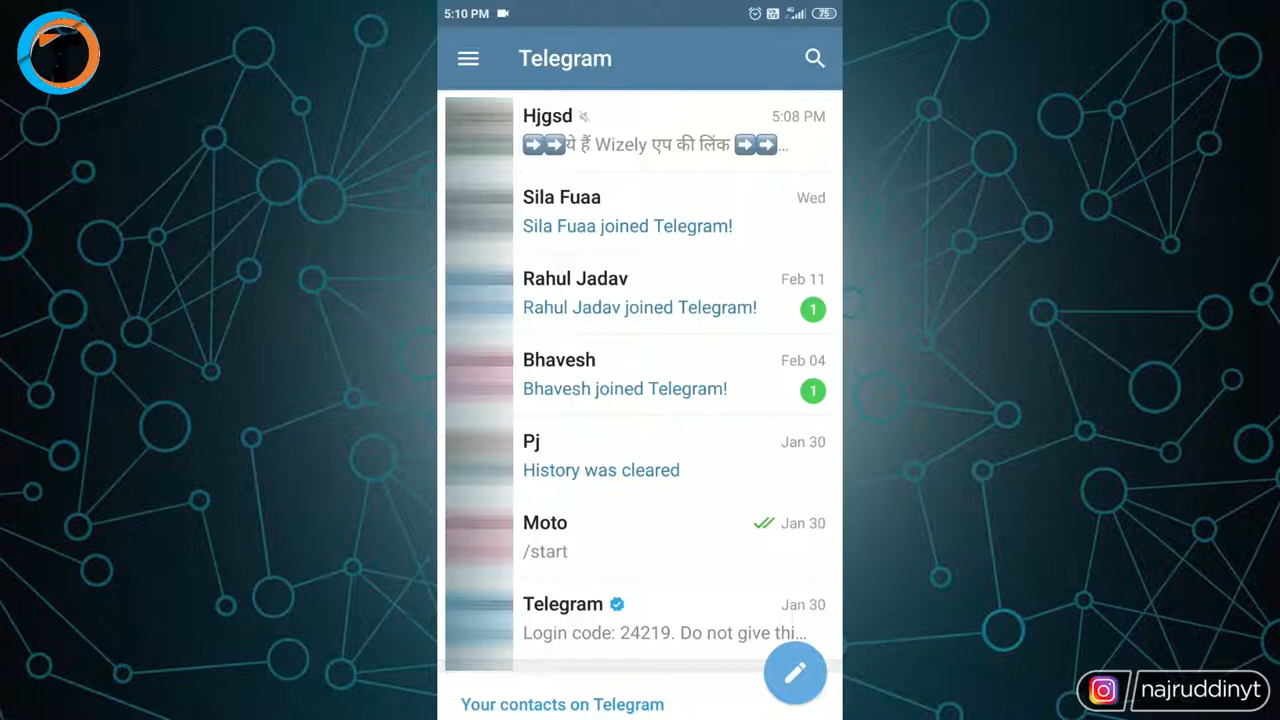 5:10 PM
4G
75
Telegram
Hjgsd
5:08 PM
➡️➡️ये हैं Wizely एप की लिंक ➡️➡️...
Sila Fuaa
Wed
Sila Fuaa joined Telegram!
Rahul Jadav
Feb 11
Rahul Jadav joined Telegram!
1
Bhavesh
Feb 04
Bhavesh joined Telegram!
1
Pj
Jan 30
History was cleared
Moto
Jan 30
/start
Telegram
Jan 30
Login code: 24219. Do not give thi...
Your contacts on Telegram
najruddinyt